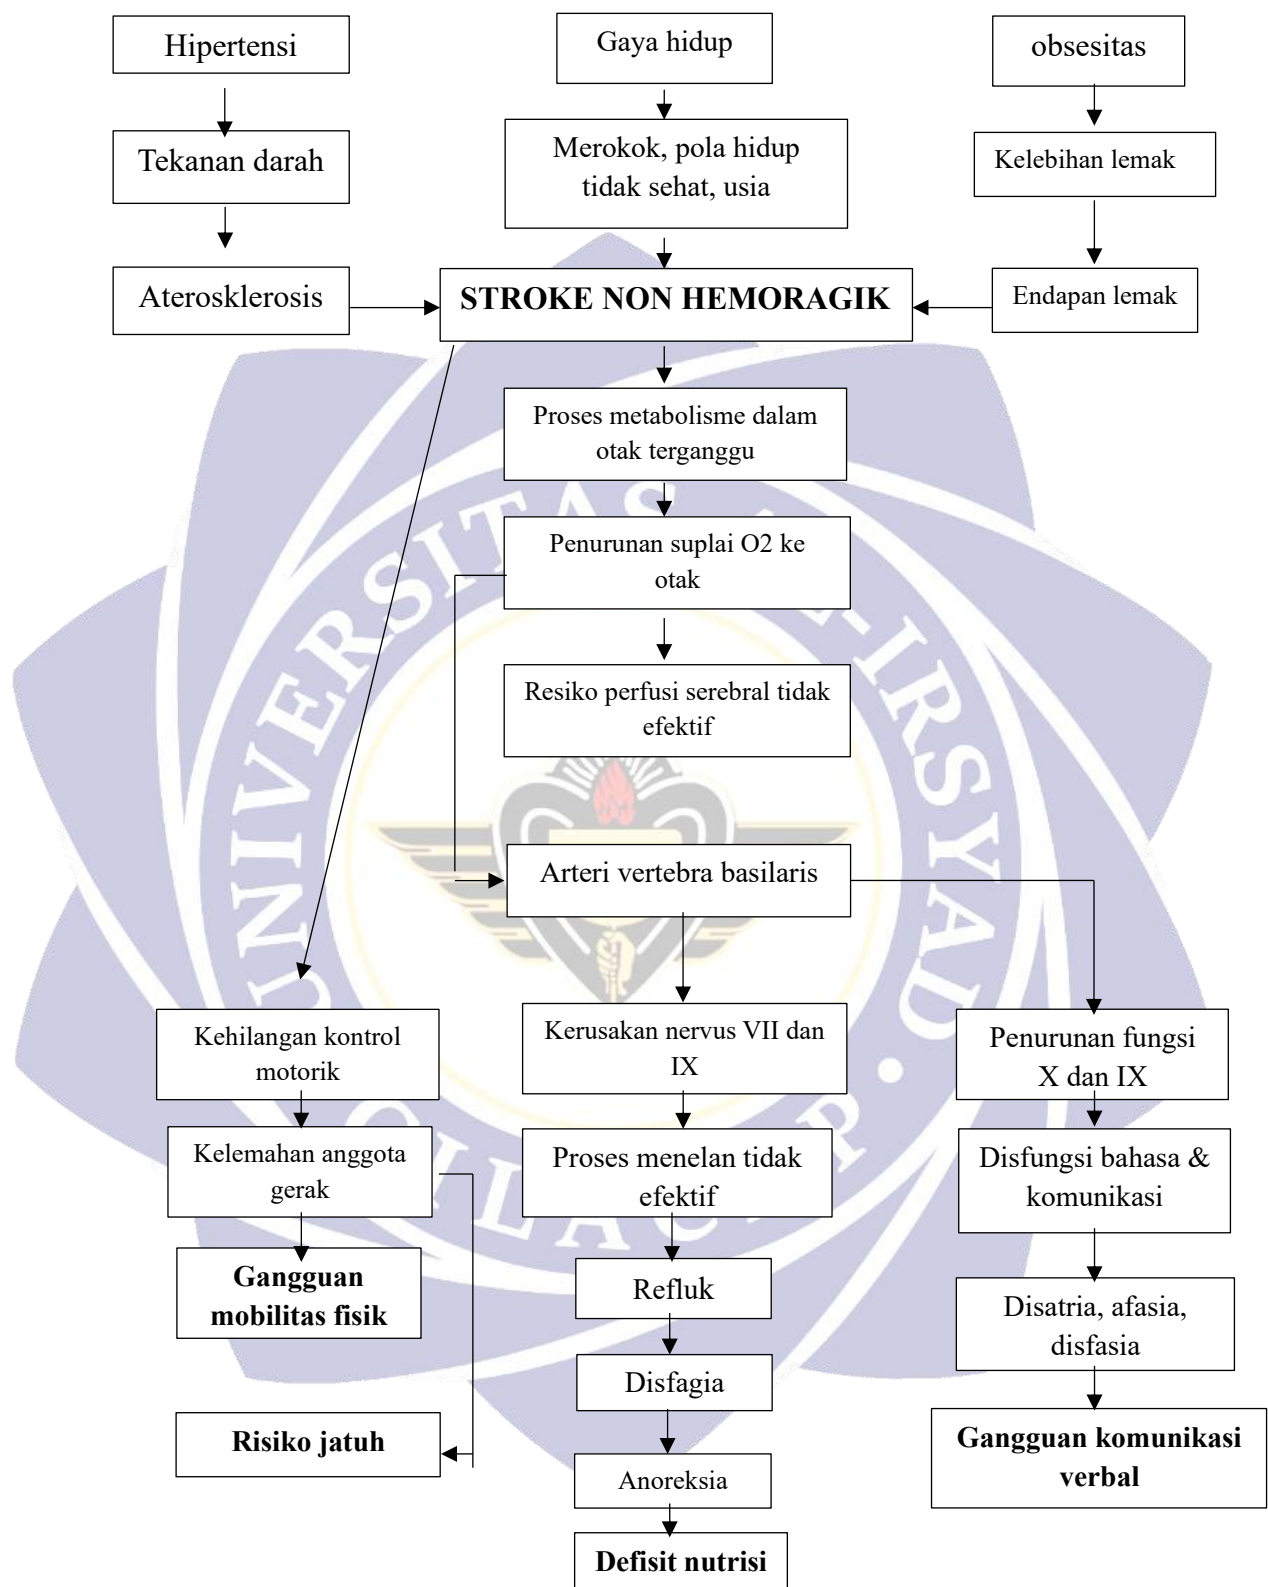 Hipertensi
Gaya hidup
obsesitas
Tekanan darah
Merokok, pola hidup
tidak sehat, usia
Kelebihan lemak
Aterosklerosis
STROKE NON HEMORAGIK
Endapan lemak
Proses metabolisme dalam
otak terganggu
Penurunan suplai O2 ke
otak
Resiko perfusi serebral tidak
efektif
Arteri vertebra basilaris
Kehilangan kontrol
motorik
Kerusakan nervus VII dan
IX
Penurunan fungsi
X dan IX
Kelemahan anggota
gerak
Proses menelan tidak
efektif
Disfungsi bahasa &
komunikasi
Gangguan
mobilitas fisik
Refluk
Disatria, afasia,
disfasia
Disfagia
Risiko jatuh
Gangguan komunikasi
verbal
Anoreksia
Defisit nutrisi